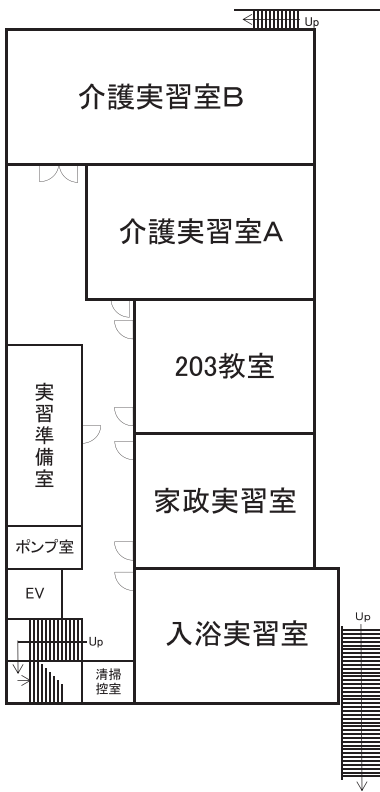 Up
介護実習室B
介護実習室A
203教室
実習準備室
家政実習室
ポンプ室
EV
入浴実習室
Up
Up
清掃
控室